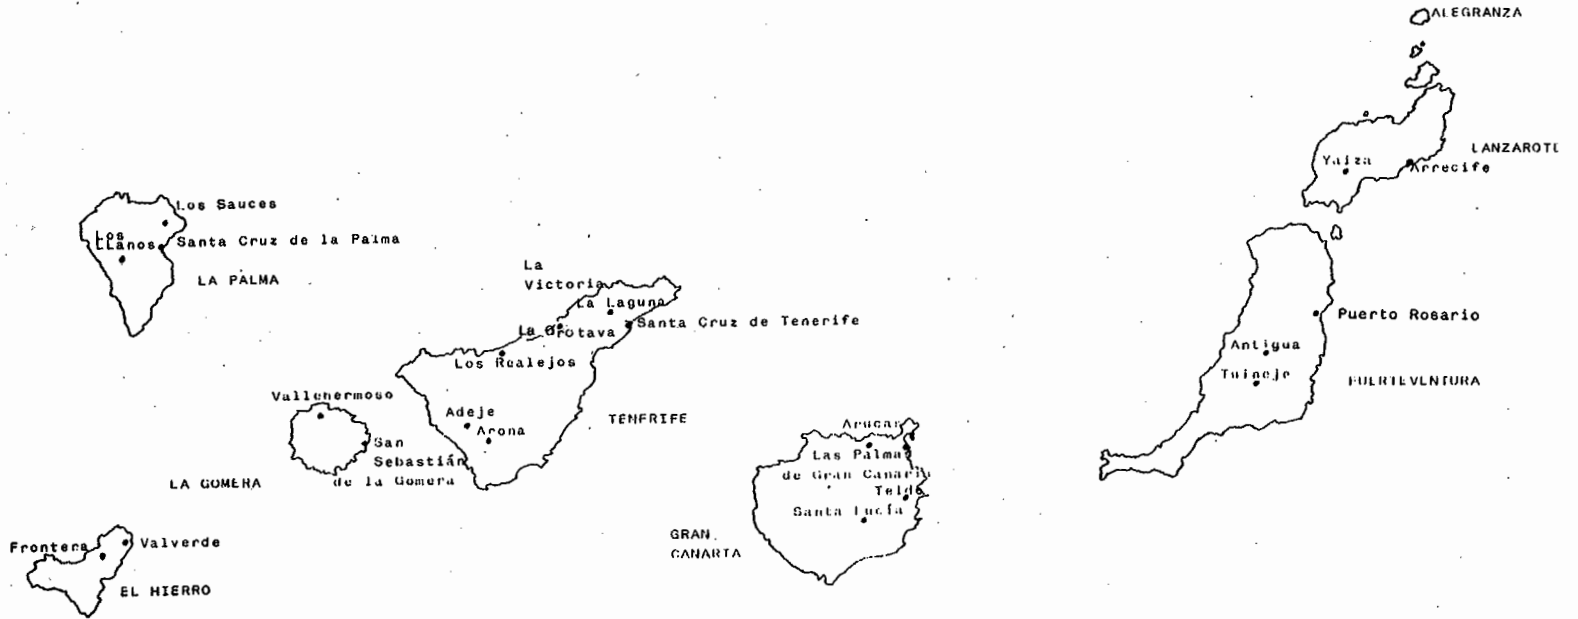 ALEGRANZA
LANZAROTE
Yaiza
Arrecife
Los Sauces
Los
LLanos
Santa Cruz de la Palma
LA PALMA
La
Victoria
La Laguna
La Orotava
Santa Cruz de Tenerife
Los Realejos
Puerto Rosario
Antigua
Tuineje
FUERTEVENTURA
Vallehermoso
Adeje
Arona
TENERIFE
San
Sebastián
de la Gomera
LA GOMERA
Arucas
Las Palmas
de Gran Canaria
Telde
Santa Lucía
GRAN
CANARIA
Frontera
Valverde
EL HIERRO